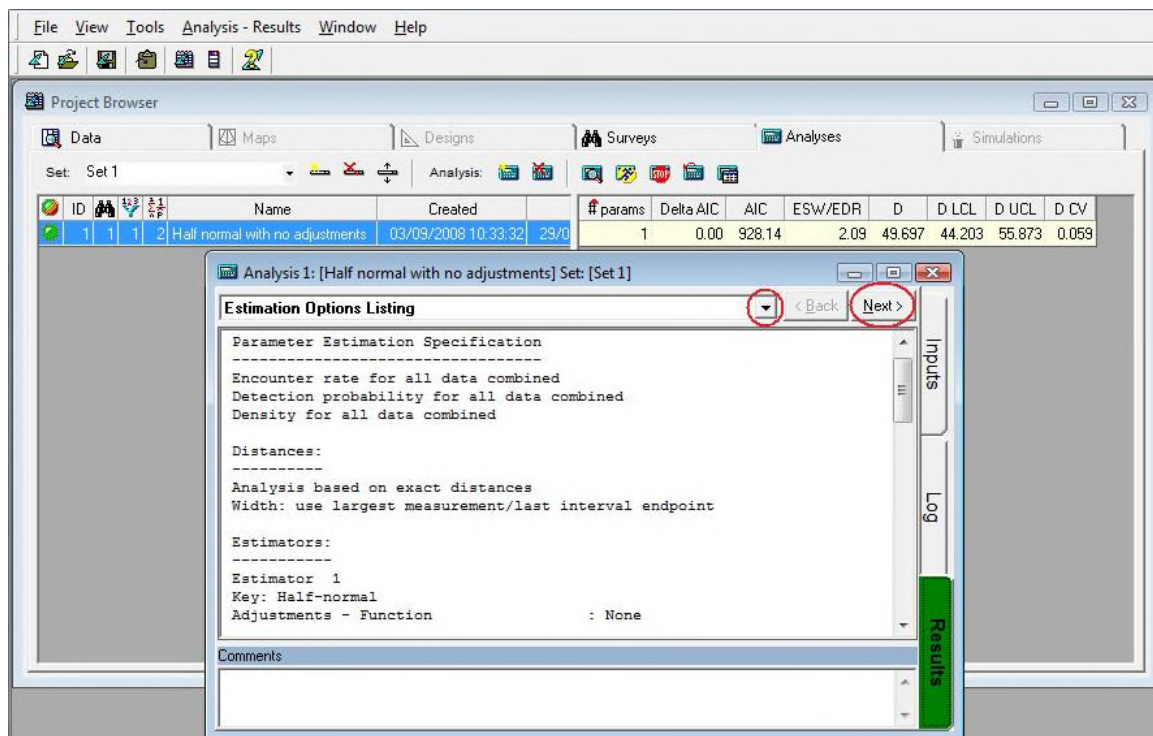 File View Tools Analysis - Results Window Help
Project Browser
Data Maps Designs Surveys Analyses Simulations
Set: Set 1 Analysis:
ID Name Created # params Delta AIC AIC ESW/EDR D D LCL D UCL D CV
1 1 1 2 Half normal with no adjustments 03/09/2008 10:33:32 29/0 1 0.00 928.14 2.09 49.697 44.203 55.873 0.059
Analysis 1: [Half normal with no adjustments] Set: [Set 1]
Estimation Options Listing < Back Next >
Parameter Estimation Specification
----------------------------------
Encounter rate for all data combined
Detection probability for all data combined
Density for all data combined
Distances:
----------
Analysis based on exact distances
Width: use largest measurement/last interval endpoint
Estimators:
-----------
Estimator 1
Key: Half-normal
Adjustments - Function : None
Inputs
Log
Results
Comments